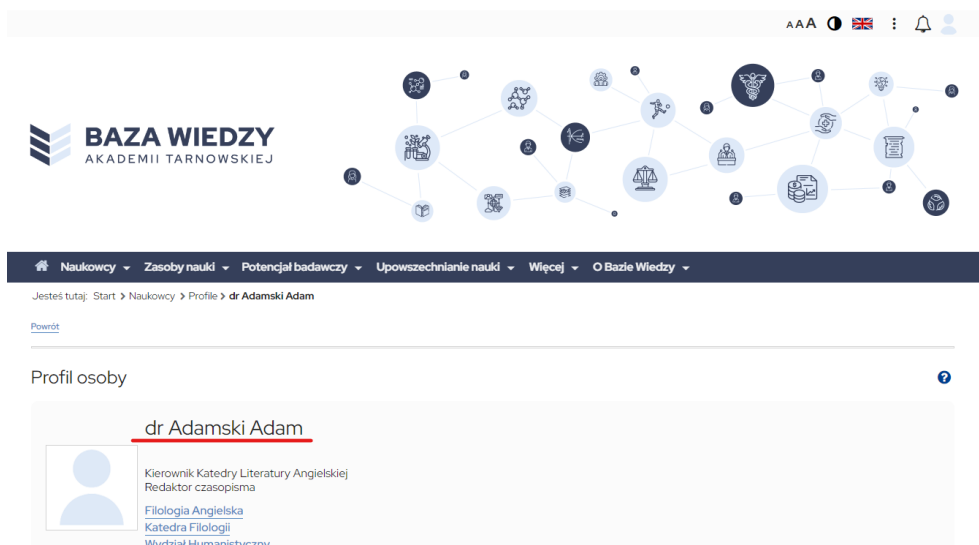 AAA
BAZA WIEDZY
AKADEMII TARNOWSKIEJ
Naukowcy Zasoby nauki Potencjał badawczy Upowszechnianie nauki Więcej O Bazie Wiedzy
Jesteś tutaj: Start > Naukowcy > Profile > dr Adamski Adam
Powrót
Profil osoby
?
dr Adamski Adam
Kierownik Katedry Literatury Angielskiej
Redaktor czasopisma
Filologia Angielska
Katedra Filologii
Wydział Humanistyczny